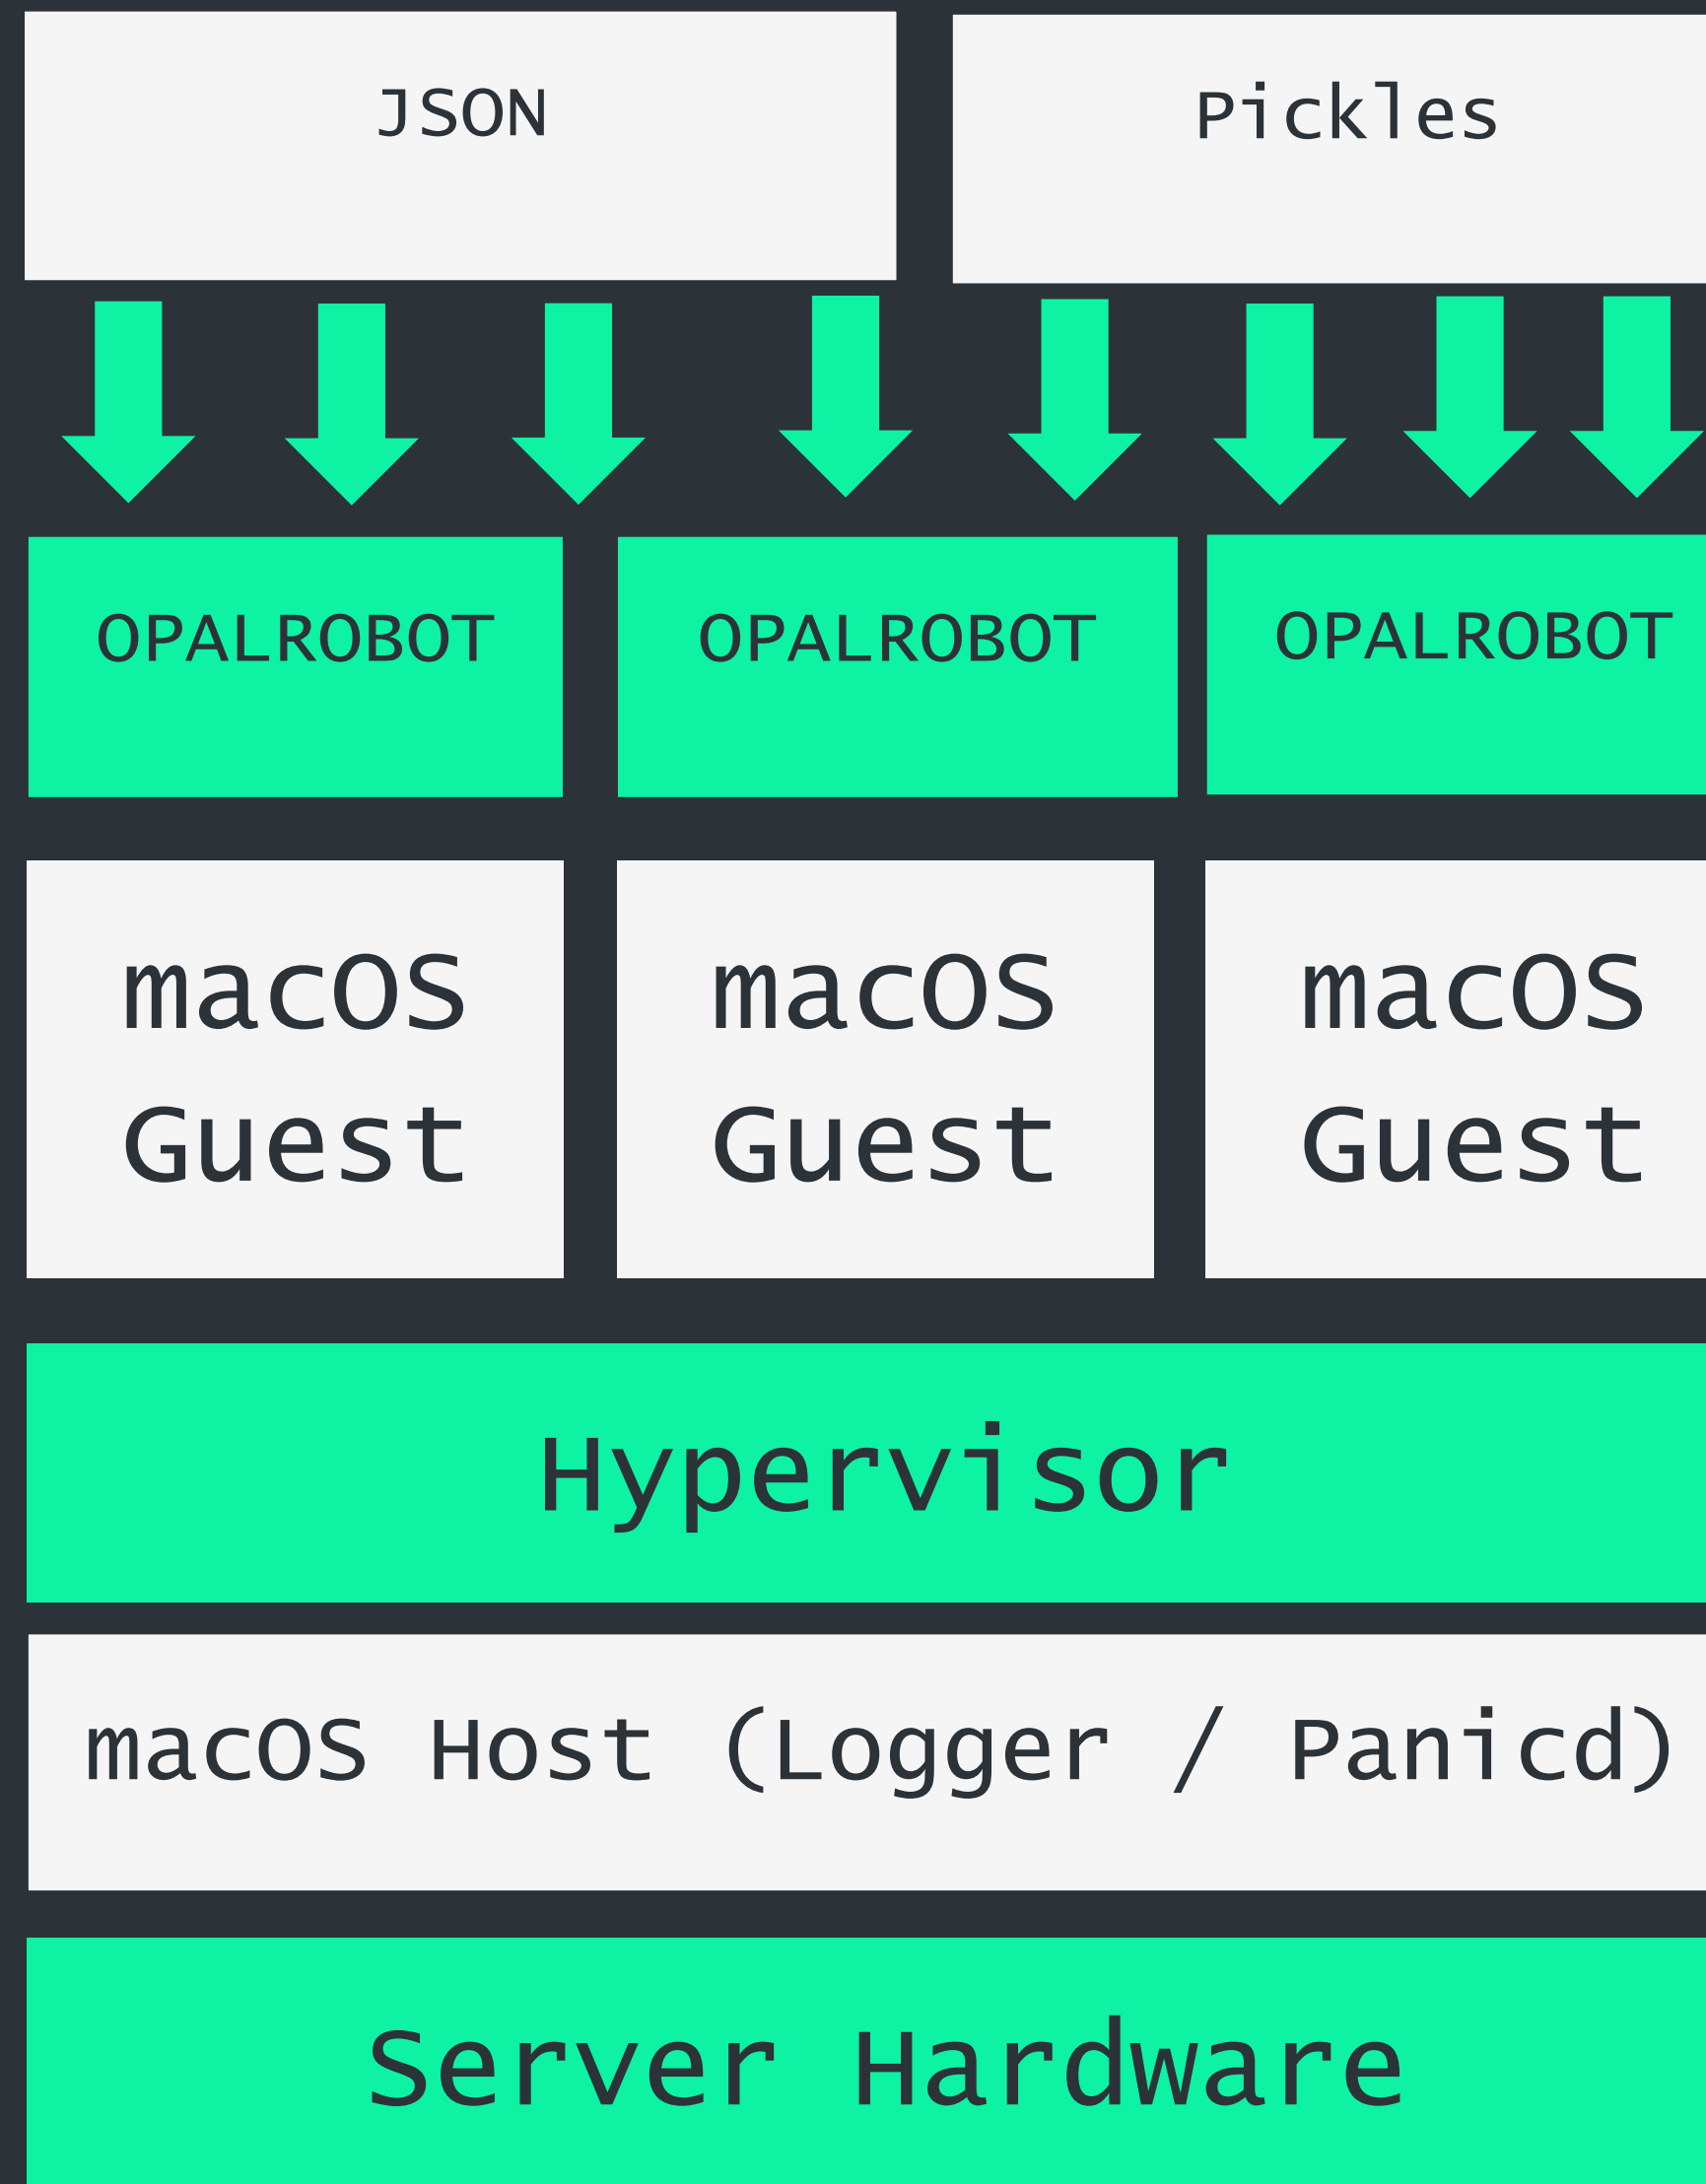 JSON
Pickles
OPALROBOT
OPALROBOT
OPALROBOT
macOS
Guest
macOS
Guest
macOS
Guest
Hypervisor
macOS Host (Logger / Panicd)
Server Hardware